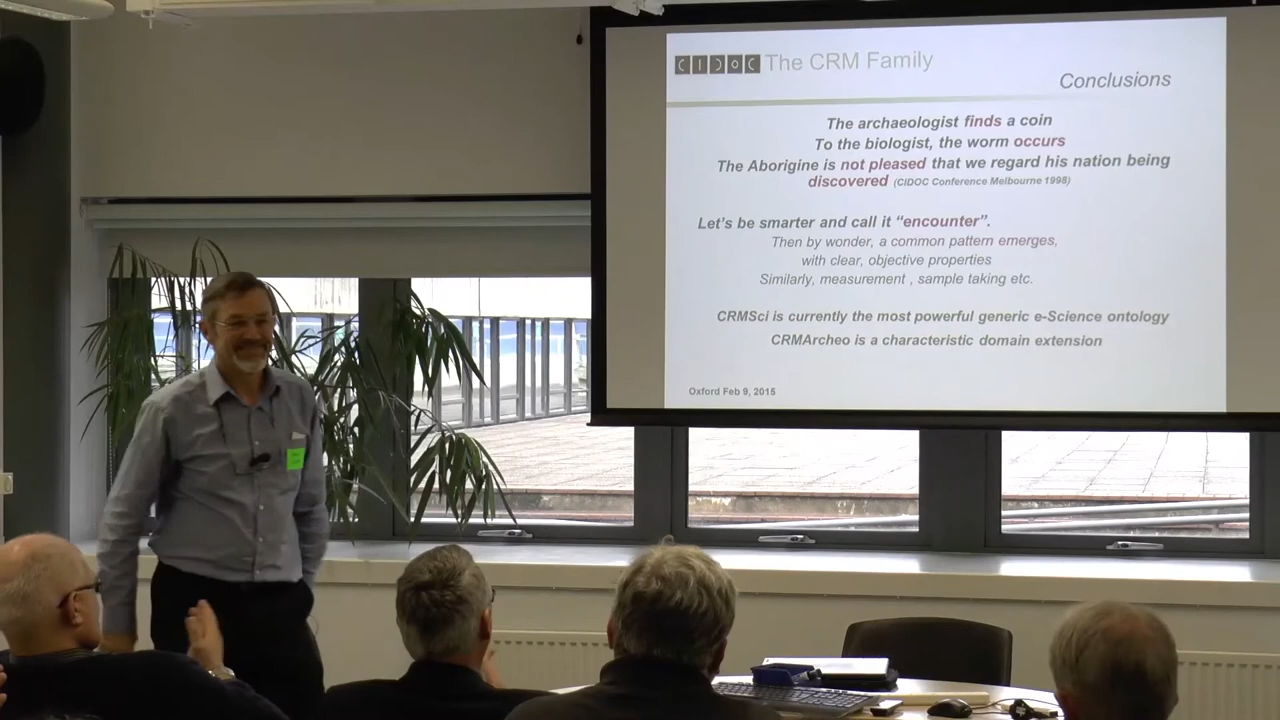 CIDOC The CRM Family
Conclusions
The archaeologist finds a coin
To the biologist, the worm occurs
The Aborigine is not pleased that we regard his nation being
discovered (CIDOC Conference Melbourne 1998)
Let's be smarter and call it “encounter”.
Then by wonder, a common pattern emerges,
with clear, objective properties
Similarly, measurement , sample taking etc.
CRMSci is currently the most powerful generic e-Science ontology
CRMArcheo is a characteristic domain extension
Oxford Feb 9, 2015